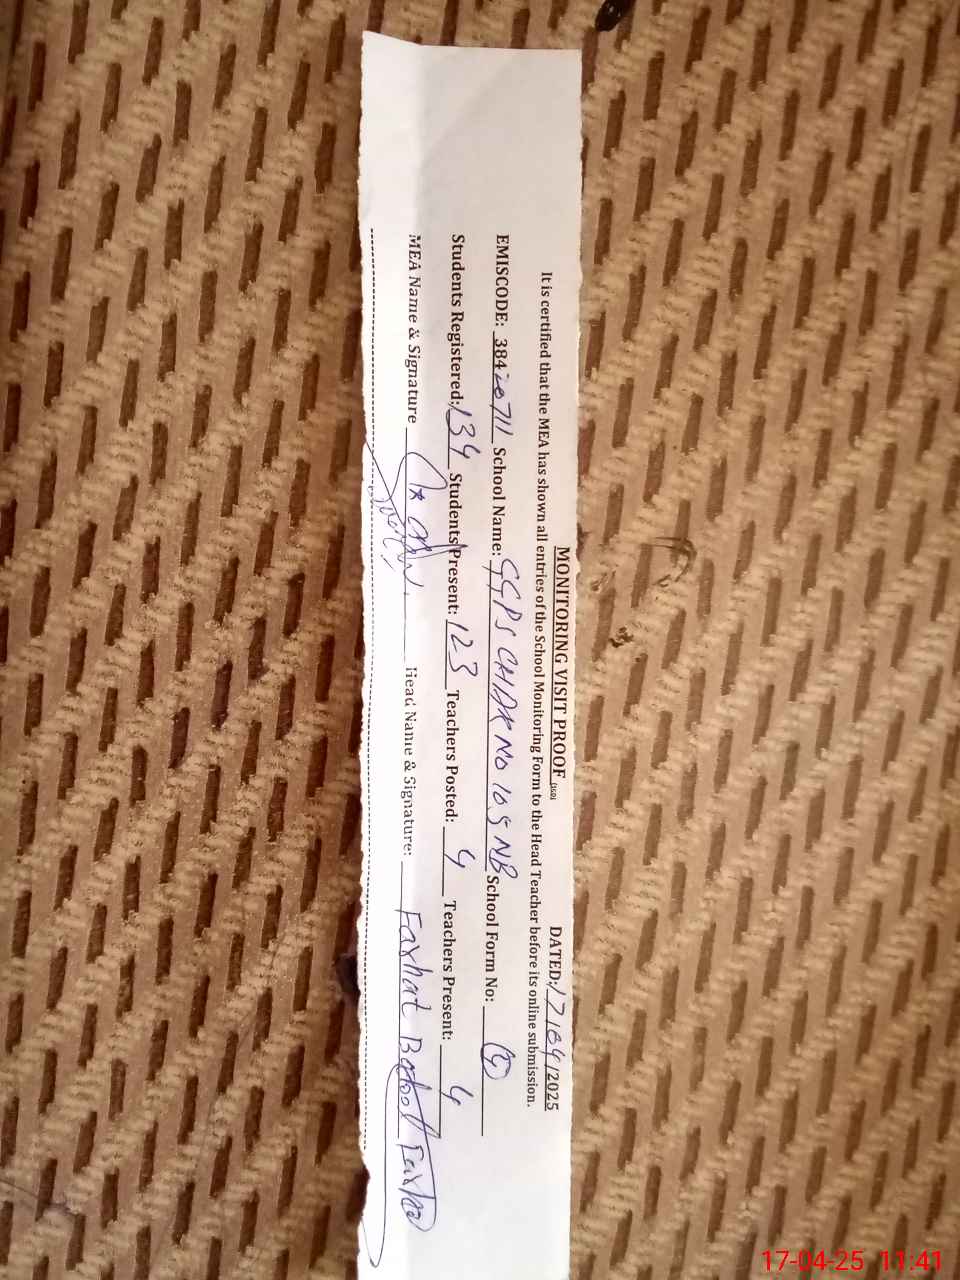 MONITORING VISIT PROOF (SGD) DATED: 17/04/2025
It is certified that the MEA has shown all entries of the School Monitoring Form to the Head Teacher before its online submission.
EMISCODE: 38420711 School Name: GGPS CHAK NO 105 NB School Form No:
Students Registered: 134 Students Present: 123 Teachers Posted: 4 Teachers Present: 4
MEA Name & Signature Head Name & Signature: Farhat Batool
17-04-25 11:41